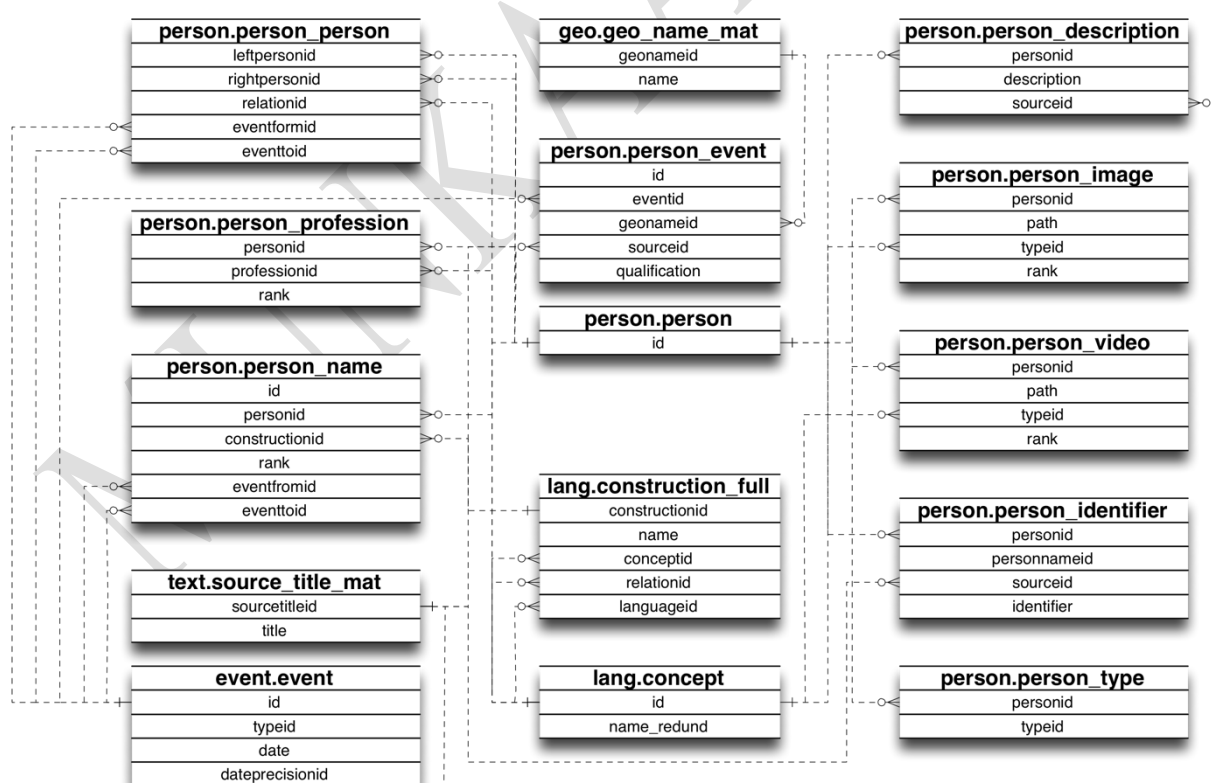 person.person_person
leftpersonid
rightpersonid
relationid
eventformid
eventtoid
person.person_profession
personid
professionid
rank
person.person_name
id
personid
constructionid
rank
eventfromid
eventtoid
text.source_title_mat
sourcetitleid
title
event.event
id
typeid
date
dateprecisionid
geo.geo_name_mat
geonameid
name
person.person_event
id
eventid
geonameid
sourceid
qualification
person.person
id
lang.construction_full
constructionid
name
conceptid
relationid
languageid
lang.concept
id
name_redund
person.person_description
personid
description
sourceid
person.person_image
personid
path
typeid
rank
person.person_video
personid
path
typeid
rank
person.person_identifier
personid
personnameid
sourceid
identifier
person.person_type
personid
typeid